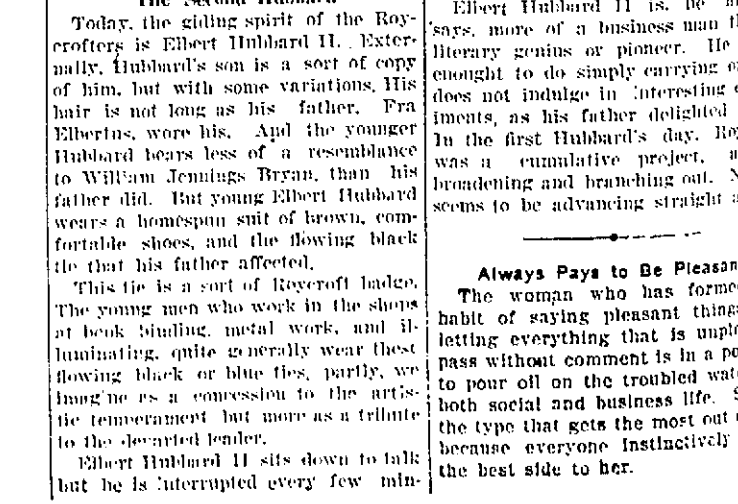 The Second Hubbard
Today, the giding spirit of the Roy-
crofters is Elbert Hubbard II. Exter-
nally, Hubbard's son is a sort of copy
of him, but with some variations. His
hair is not long as his father, Fra
Elbertus, wore his. And the younger
Hubbard bears less of a resemblance
to William Jennings Bryan, than his
father did. But young Elbert Hubbard
wears a homespun suit of brown, com-
fortable shoes, and the flowing black
tie that his father affected.
This tie is a sort of Roycroft badge.
The young men who work in the shops
at book binding, metal work, and il-
luminating, quite generally wear these
flowing black or blue ties, partly, we
imagine as a concession to the artis-
tic temperament but more as a tribute
to the departed leader.
Elbert Hubbard II sits down to talk
but he is interrupted every few min-
Elbert Hubbard II is, he
says, more of a business man
literary genius or pioneer. He
enought to do simply carrying
does not indulge in interesting
iments, as his father delighted
In the first Hubbard's day, Roy
was a cumulative project,
broadening and branching out.
seems to be advancing straight
Always Pays to Be Pleasan
The woman who has forme
habit of saying pleasant thing
letting everything that is unple
pass without comment is in a po
to pour oil on the troubled wat
both social and business life.
the type that gets the most out
because everyone instinctively
the best side to her.